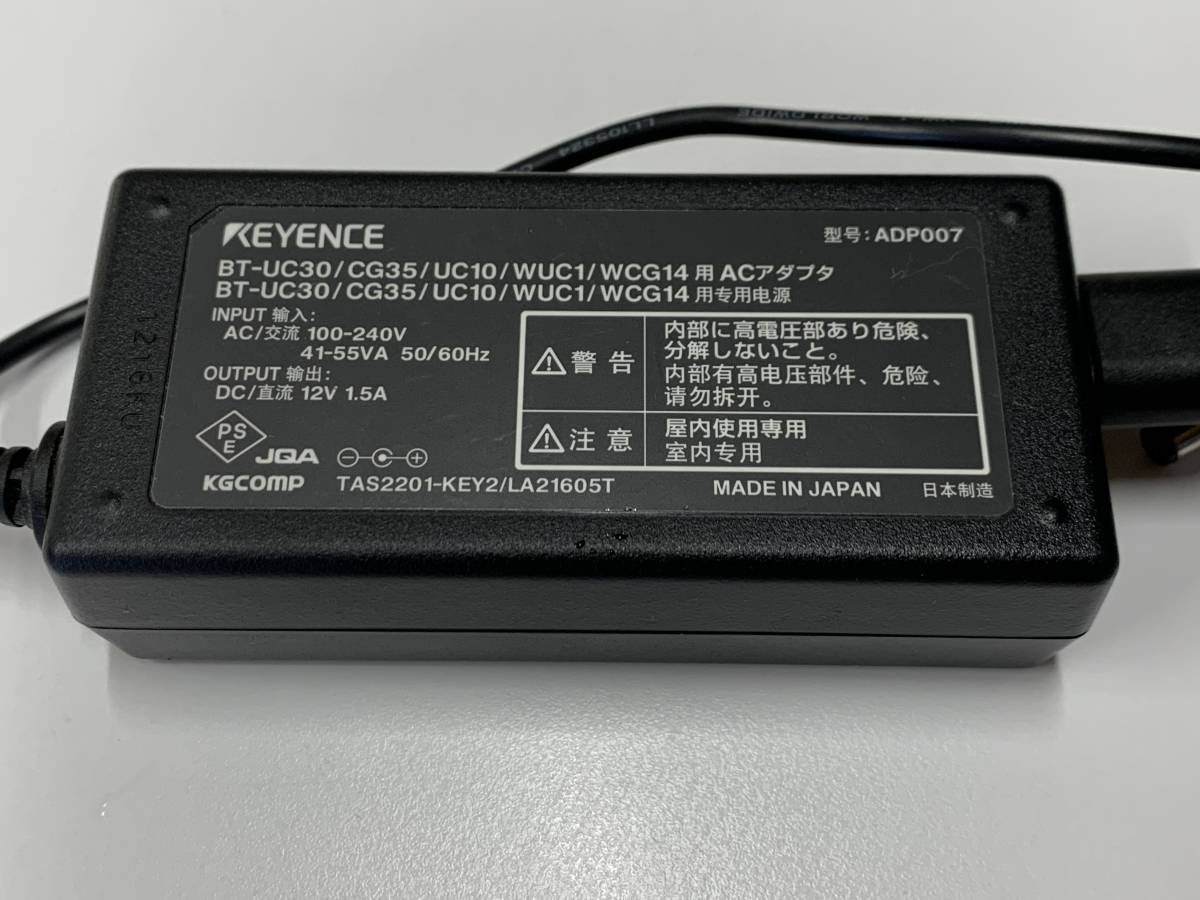 LL105324
WORLDWIDE
KEYENCE
型号: ADP007
BT-UC30/CG35/UC10/WUC1/WCG14 用 ACアダプタ
BT-UC30/CG35/UC10/WUC1/WCG14 用专用电源
INPUT 输入:
AC/交流 100-240V
41-55VA 50/60Hz
OUTPUT 输出:
DC/直流 12V 1.5A
警告
内部に高電圧部あり危険、
分解しないこと。
内部有高电压部件、危险、
请勿拆开。
注意
屋内使用専用
室内专用
PS
E
JQA
KGCOMP
TAS2201-KEY2/LA21605T
MADE IN JAPAN
日本制造